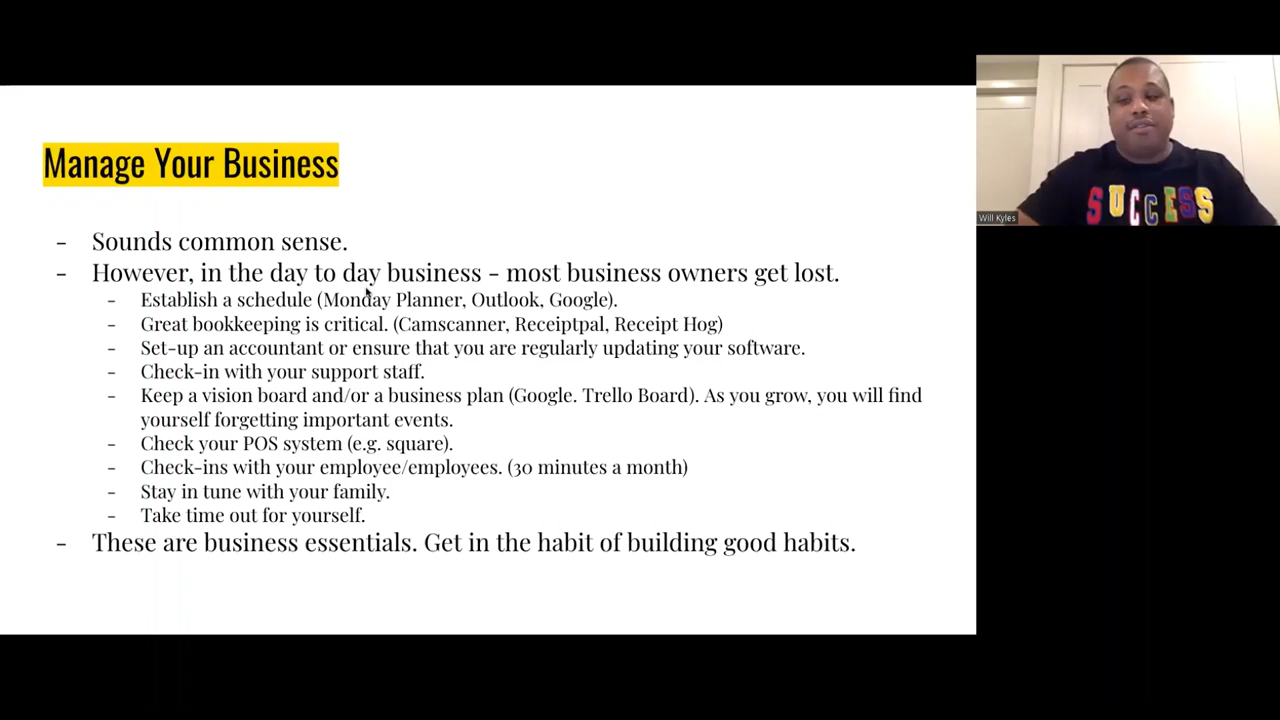 Manage Your Business
- Sounds common sense.
- However, in the day to day business - most business owners get lost.
- Establish a schedule (Monday Planner, Outlook, Google).
- Great bookkeeping is critical. (Camscanner, Receiptpal, Receipt Hog)
- Set-up an accountant or ensure that you are regularly updating your software.
- Check-in with your support staff.
- Keep a vision board and/or a business plan (Google. Trello Board). As you grow, you will find
yourself forgetting important events.
- Check your POS system (e.g. square).
- Check-ins with your employee/employees. (30 minutes a month)
- Stay in tune with your family.
- Take time out for yourself.
- These are business essentials. Get in the habit of building good habits.
SUCCESS
Will Kyles